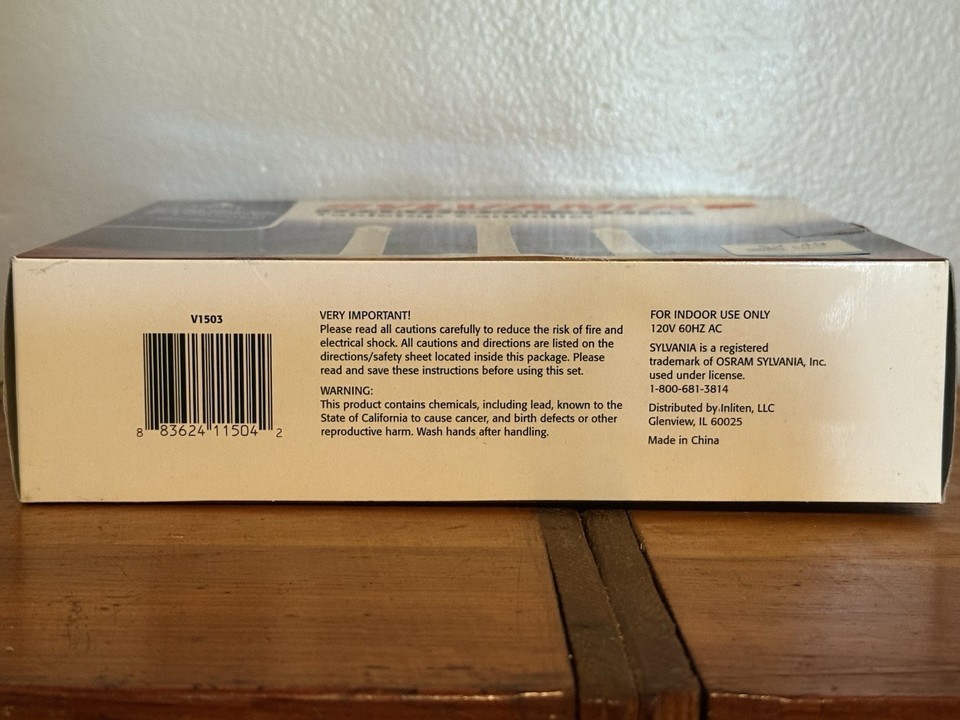 SYLVANIA
V1503
8 83624 11504 2
VERY IMPORTANT!
Please read all cautions carefully to reduce the risk of fire and
electrical shock. All cautions and directions are listed on the
directions/safety sheet located inside this package. Please
read and save these instructions before using this set.
WARNING:
This product contains chemicals, including lead, known to the
State of California to cause cancer, and birth defects or other
reproductive harm. Wash hands after handling.
FOR INDOOR USE ONLY
120V 60HZ AC
SYLVANIA is a registered
trademark of OSRAM SYLVANIA, Inc.
used under license.
1-800-681-3814
Distributed by Inliten, LLC
Glenview, IL 60025
Made in China